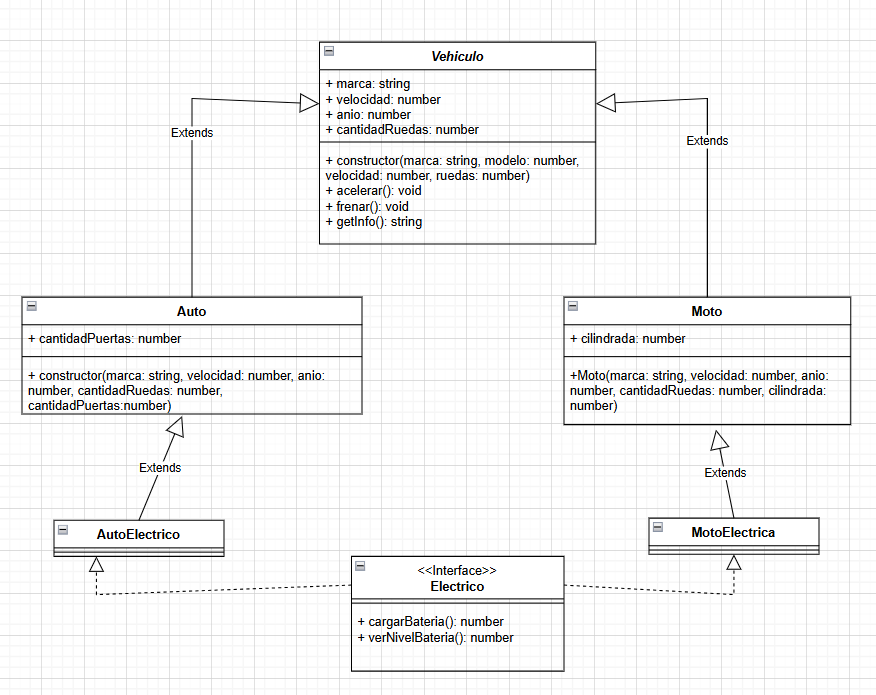 Vehiculo
+ marca: string
+ velocidad: number
+ anio: number
+ cantidadRuedas: number
+ constructor(marca: string, modelo: number,
velocidad: number, ruedas: number)
+ acelerar(): void
+ frenar(): void
+ getInfo(): string
Extends
Extends
Auto
+ cantidadPuertas: number
+ constructor(marca: string, velocidad: number, anio:
number, cantidadRuedas: number,
cantidadPuertas:number)
Moto
+ cilindrada: number
+Moto(marca: string, velocidad: number, anio:
number, cantidadRuedas: number, cilindrada:
number)
Extends
Extends
AutoElectrico
MotoElectrica
<<Interface>>
Electrico
+ cargarBateria(): number
+ verNivelBateria(): number